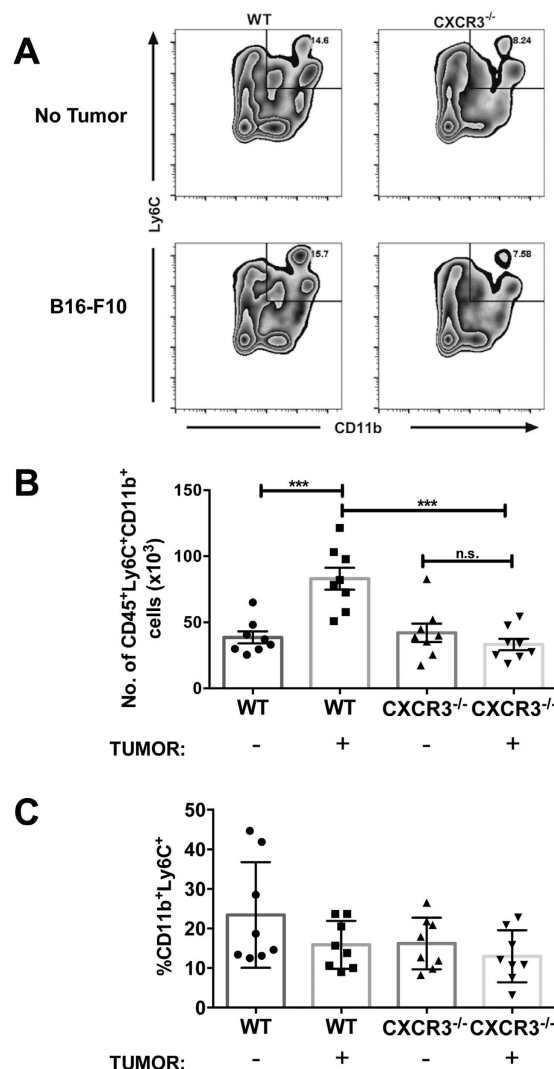 A
WT
CXCR3-/-
No Tumor
14.6
8.24
Ly6C
B16-F10
15.7
7.58
CD11b
B
No. of CD45+Ly6C+CD11b+
cells (x10³)
150
100
50
0
***
***
n.s.
WT WT CXCR3-/- CXCR3-/-
TUMOR: - + - +
C
%CD11b+Ly6C+
50
40
30
20
10
0
WT WT CXCR3-/- CXCR3-/-
TUMOR: - + - +